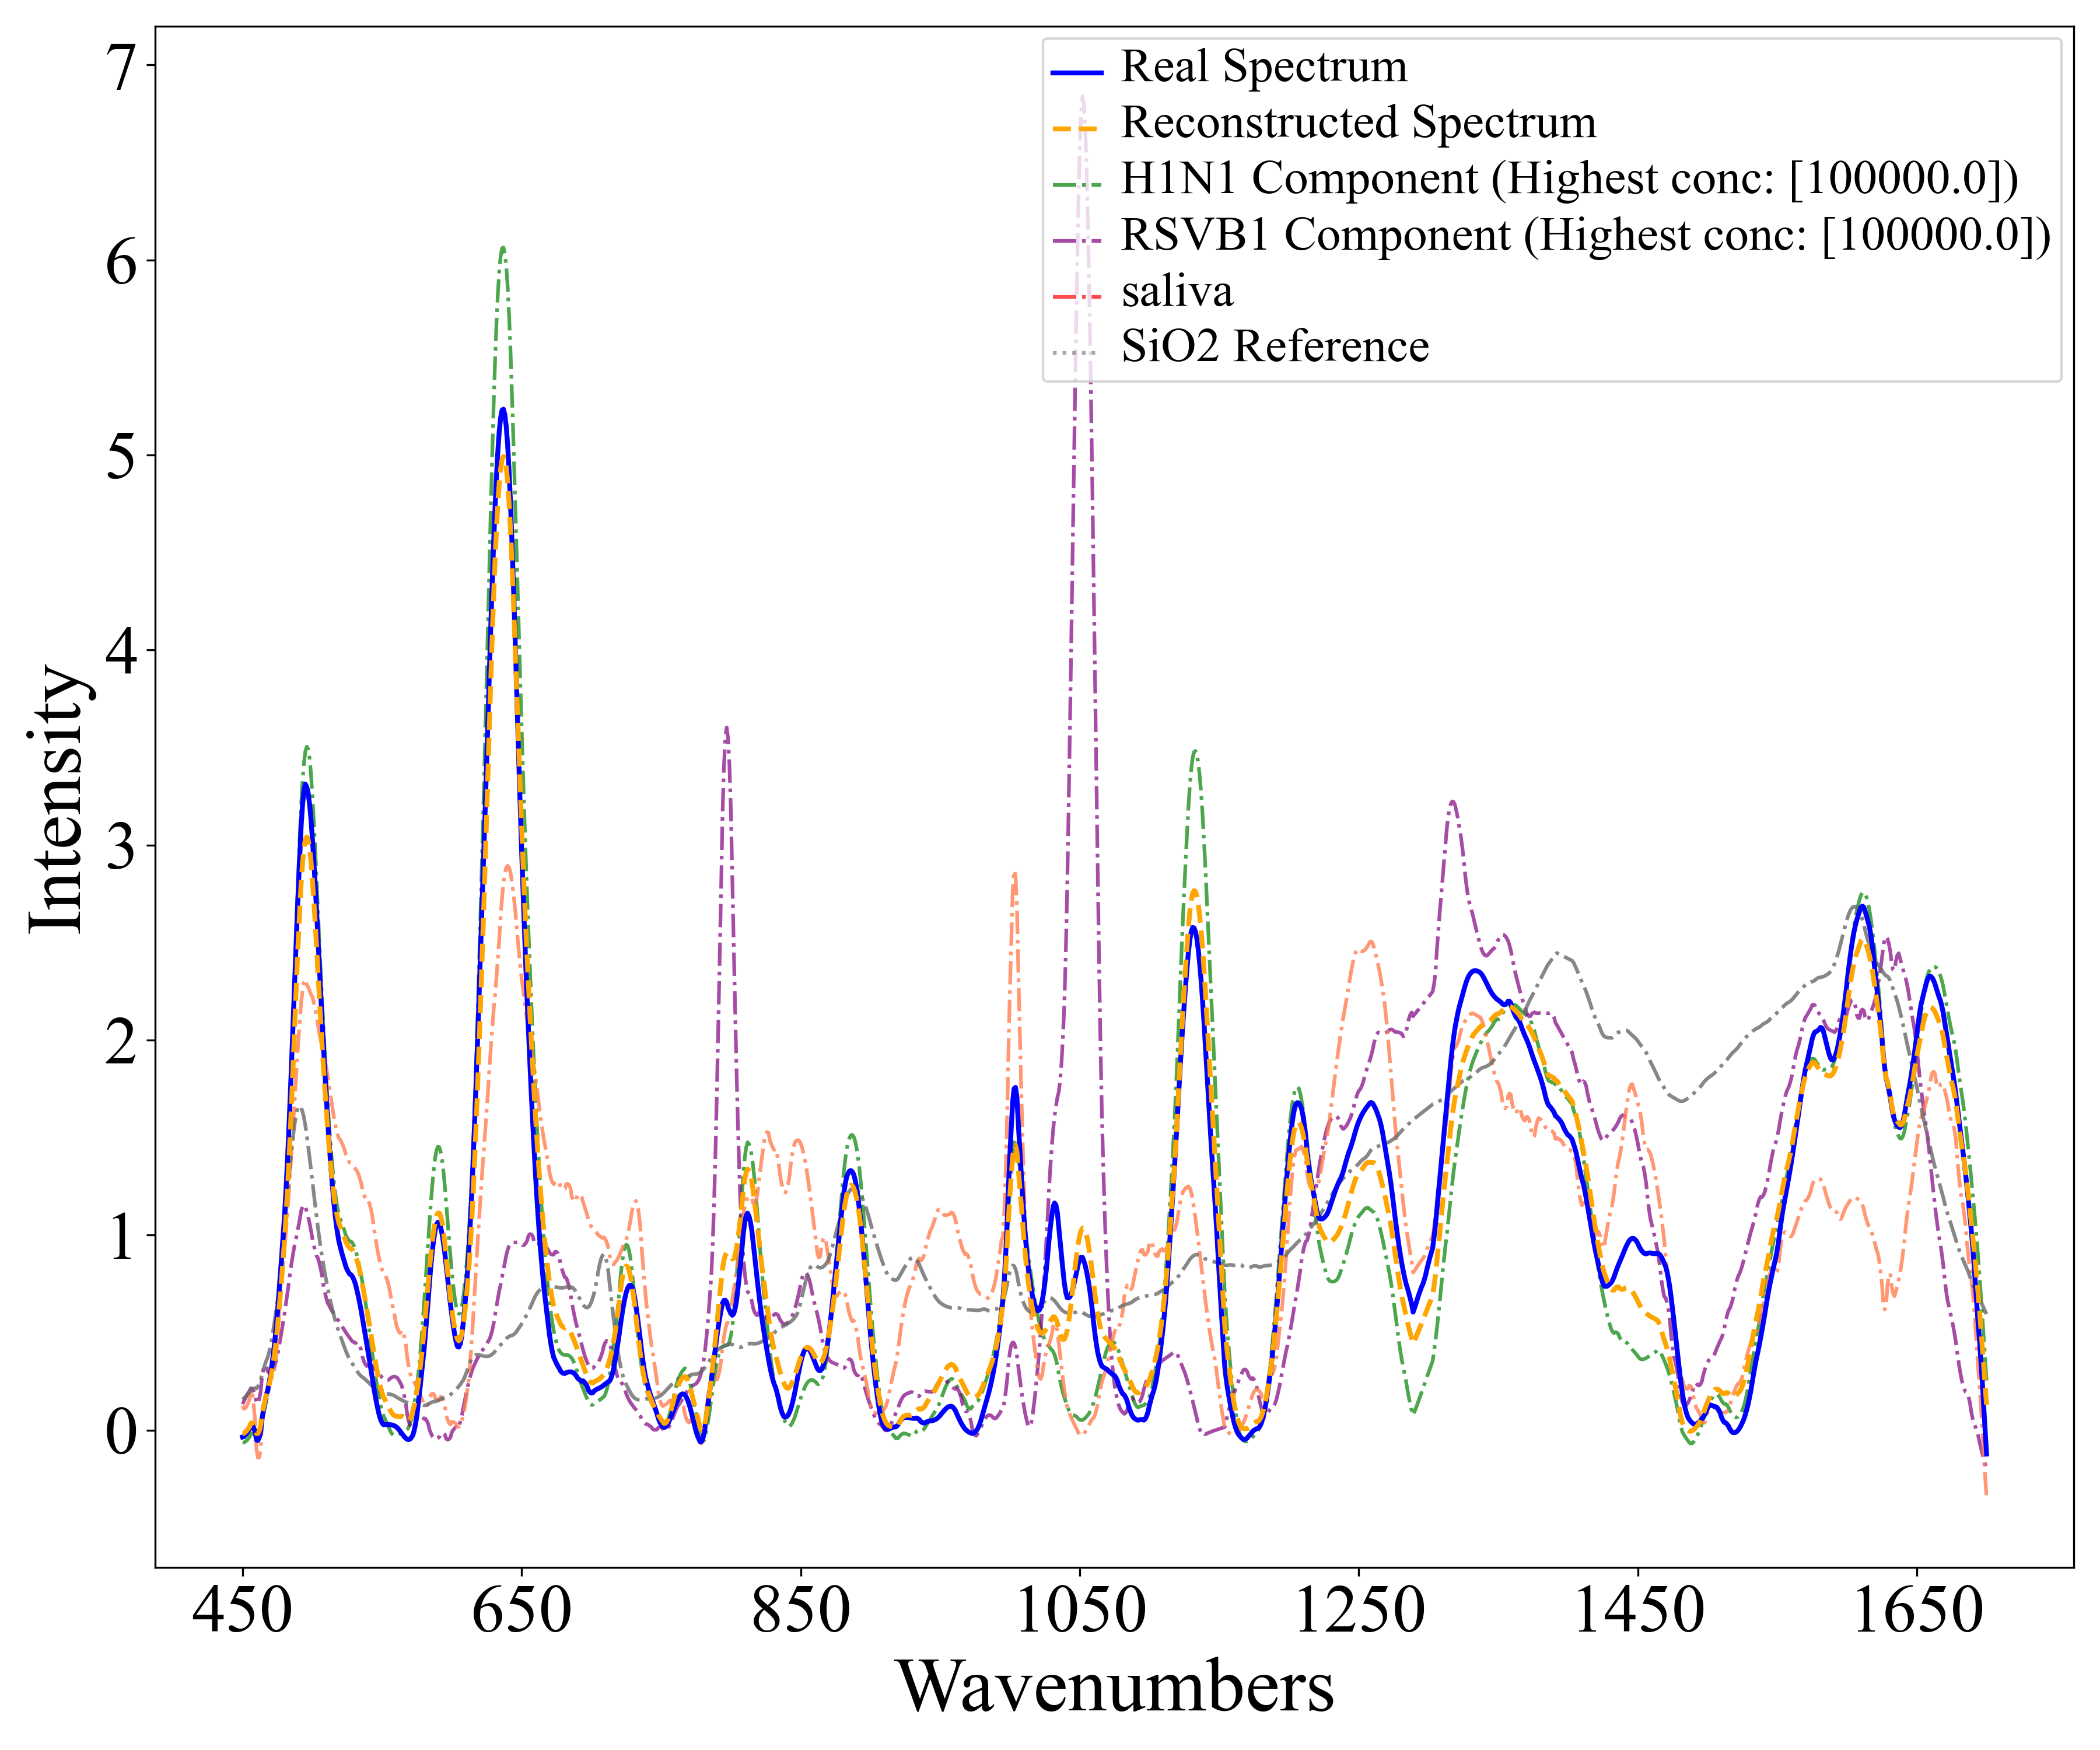 7
6
5
4
3
2
1
0
Intensity
Real Spectrum
Reconstructed Spectrum
H1N1 Component (Highest conc: [100000.0])
RSVB1 Component (Highest conc: [100000.0])
saliva
SiO2 Reference
450 650 850 1050 1250 1450 1650
Wavenumbers